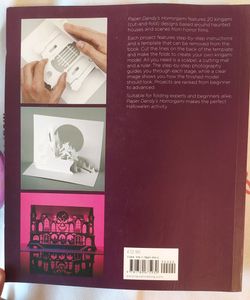 Paper Dandy's Horrorigami features 20 kirigami
(cut-and-fold) designs based around haunted
houses and scenes from horror films.
Each project features step-by-step instructions
and a template that can be removed from the
book. Cut the lines on the back of the template
and make the folds to create your own kirigami
model. All you need is a scalpel, a cutting mat
and a ruler. The step-by-step photography
guides you through each stage, while a clear
image shows you how the finished model
should look. Projects are ranked from beginner
to advanced.
Suitable for folding experts and beginners alike,
Paper Dandy's Horrorigami makes the perfect
Halloween activity.